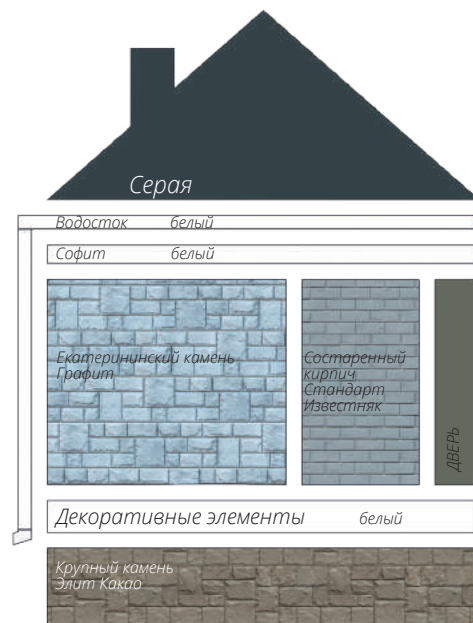 Серая
Водосток белый
Софит белый
Екатерининский камень
Графит
Состаренный
кирпич
Стандарт
Известняк
ДВЕРЬ
Декоративные элементы белый
Крупный камень
Элит Какао